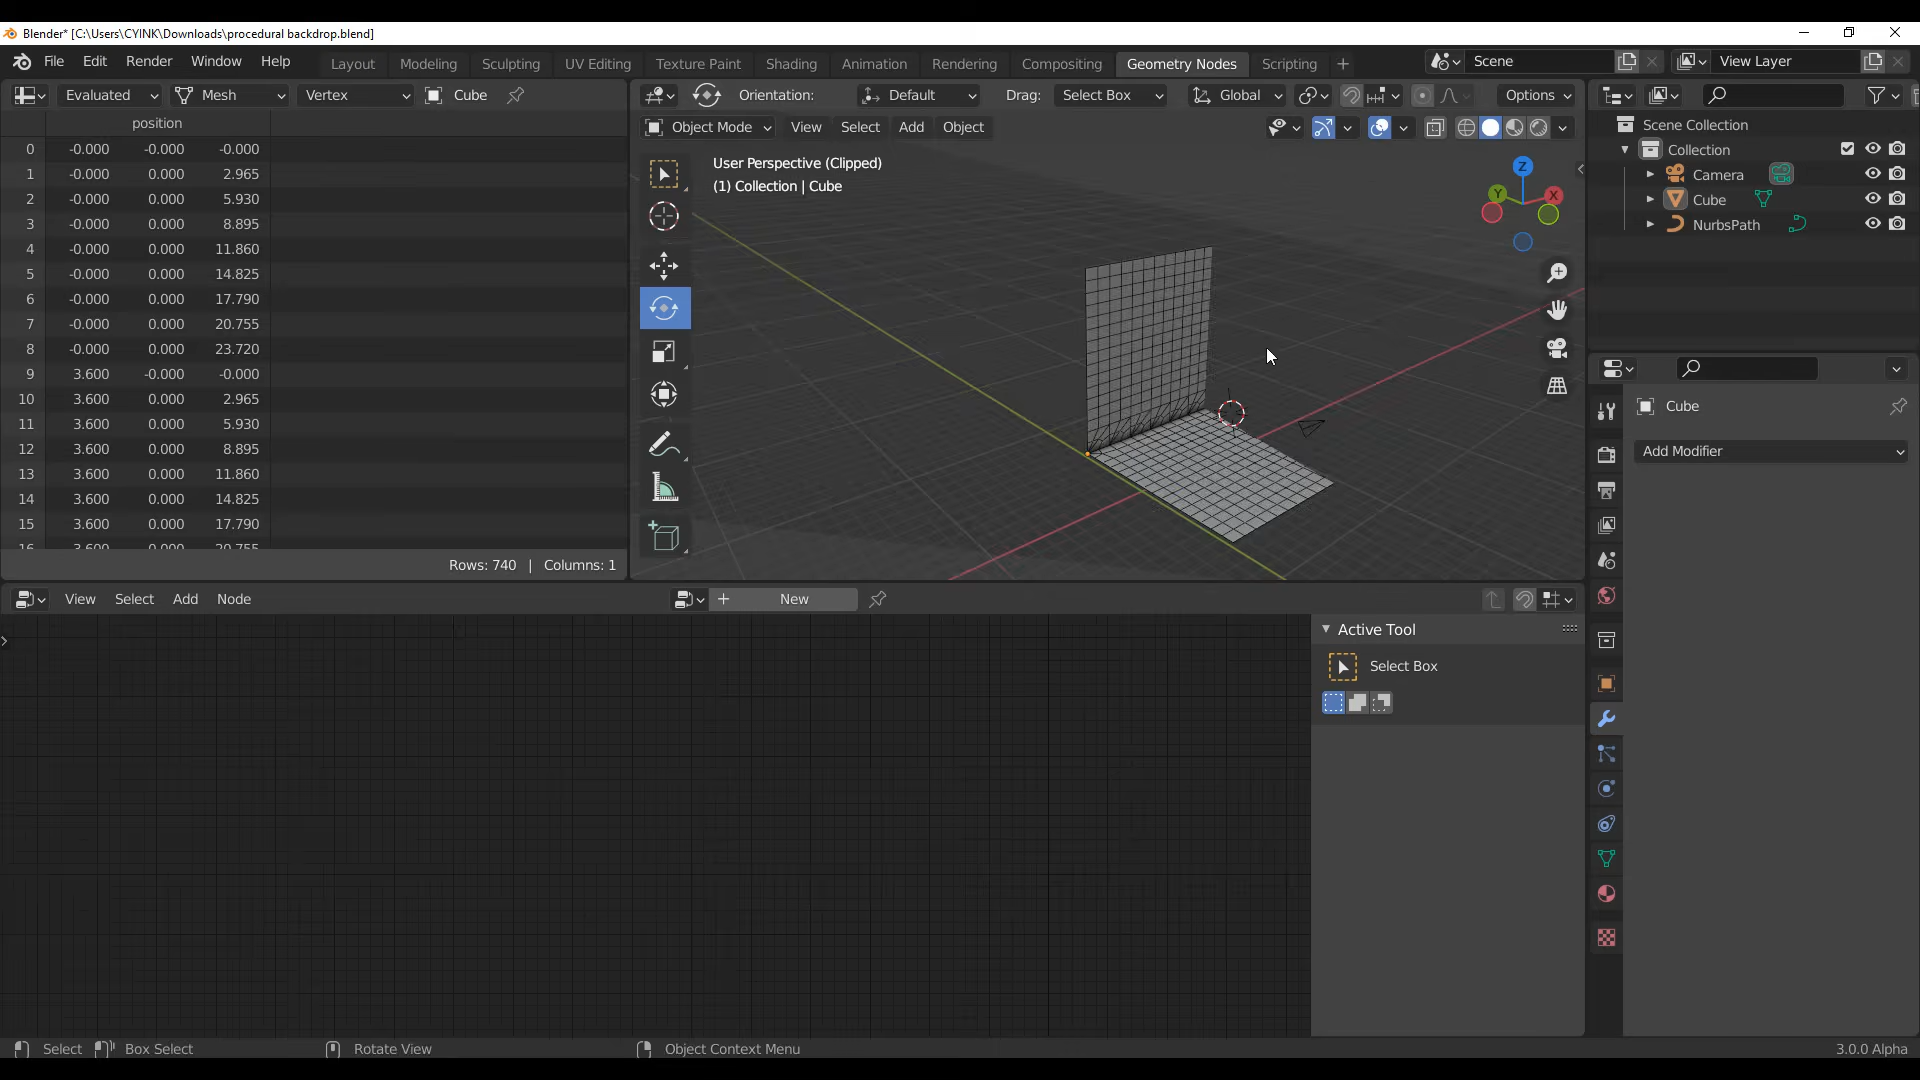 Blender* [C:\Users\CYINK\Downloads\procedural backdrop.blend]
File Edit Render Window Help Layout Modeling Sculpting UV Editing Texture Paint Shading Animation Rendering Compositing Geometry Nodes Scripting + Scene View Layer
Evaluated Mesh Vertex Cube
Orientation: Default Drag: Select Box Global Options
position
Object Mode View Select Add Object
User Perspective (Clipped)
(1) Collection | Cube
Z
Y
X
0 -0.000 -0.000 -0.000
1 -0.000 0.000 2.965
2 -0.000 0.000 5.930
3 -0.000 0.000 8.895
4 -0.000 0.000 11.860
5 -0.000 0.000 14.825
6 -0.000 0.000 17.790
7 -0.000 0.000 20.755
8 -0.000 0.000 23.720
9 3.600 -0.000 -0.000
10 3.600 0.000 2.965
11 3.600 0.000 5.930
12 3.600 0.000 8.895
13 3.600 0.000 11.860
14 3.600 0.000 14.825
15 3.600 0.000 17.790
16 3.600 0.000 20.755
Rows: 740 | Columns: 1
Scene Collection
Collection
Camera
Cube
NurbsPath
Cube
Add Modifier
View Select Add Node
+ New
Active Tool
Select Box
Select Box Select Rotate View Object Context Menu
3.0.0 Alpha